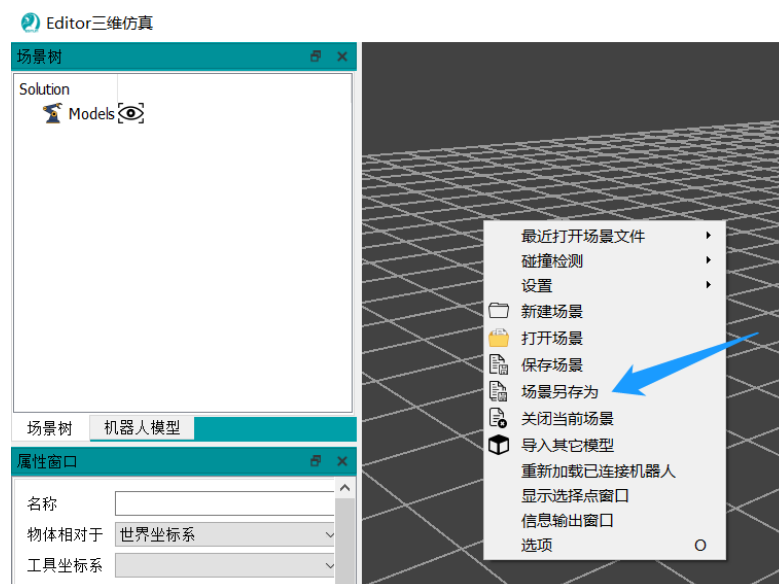 Editor三维仿真
场景树
Solution
Models
场景树
机器人模型
属性窗口
名称
物体相对于 世界坐标系
工具坐标系
最近打开场景文件
碰撞检测
设置
新建场景
打开场景
保存场景
场景另存为
关闭当前场景
导入其它模型
重新加载已连接机器人
显示选择点窗口
信息输出窗口
选项 O